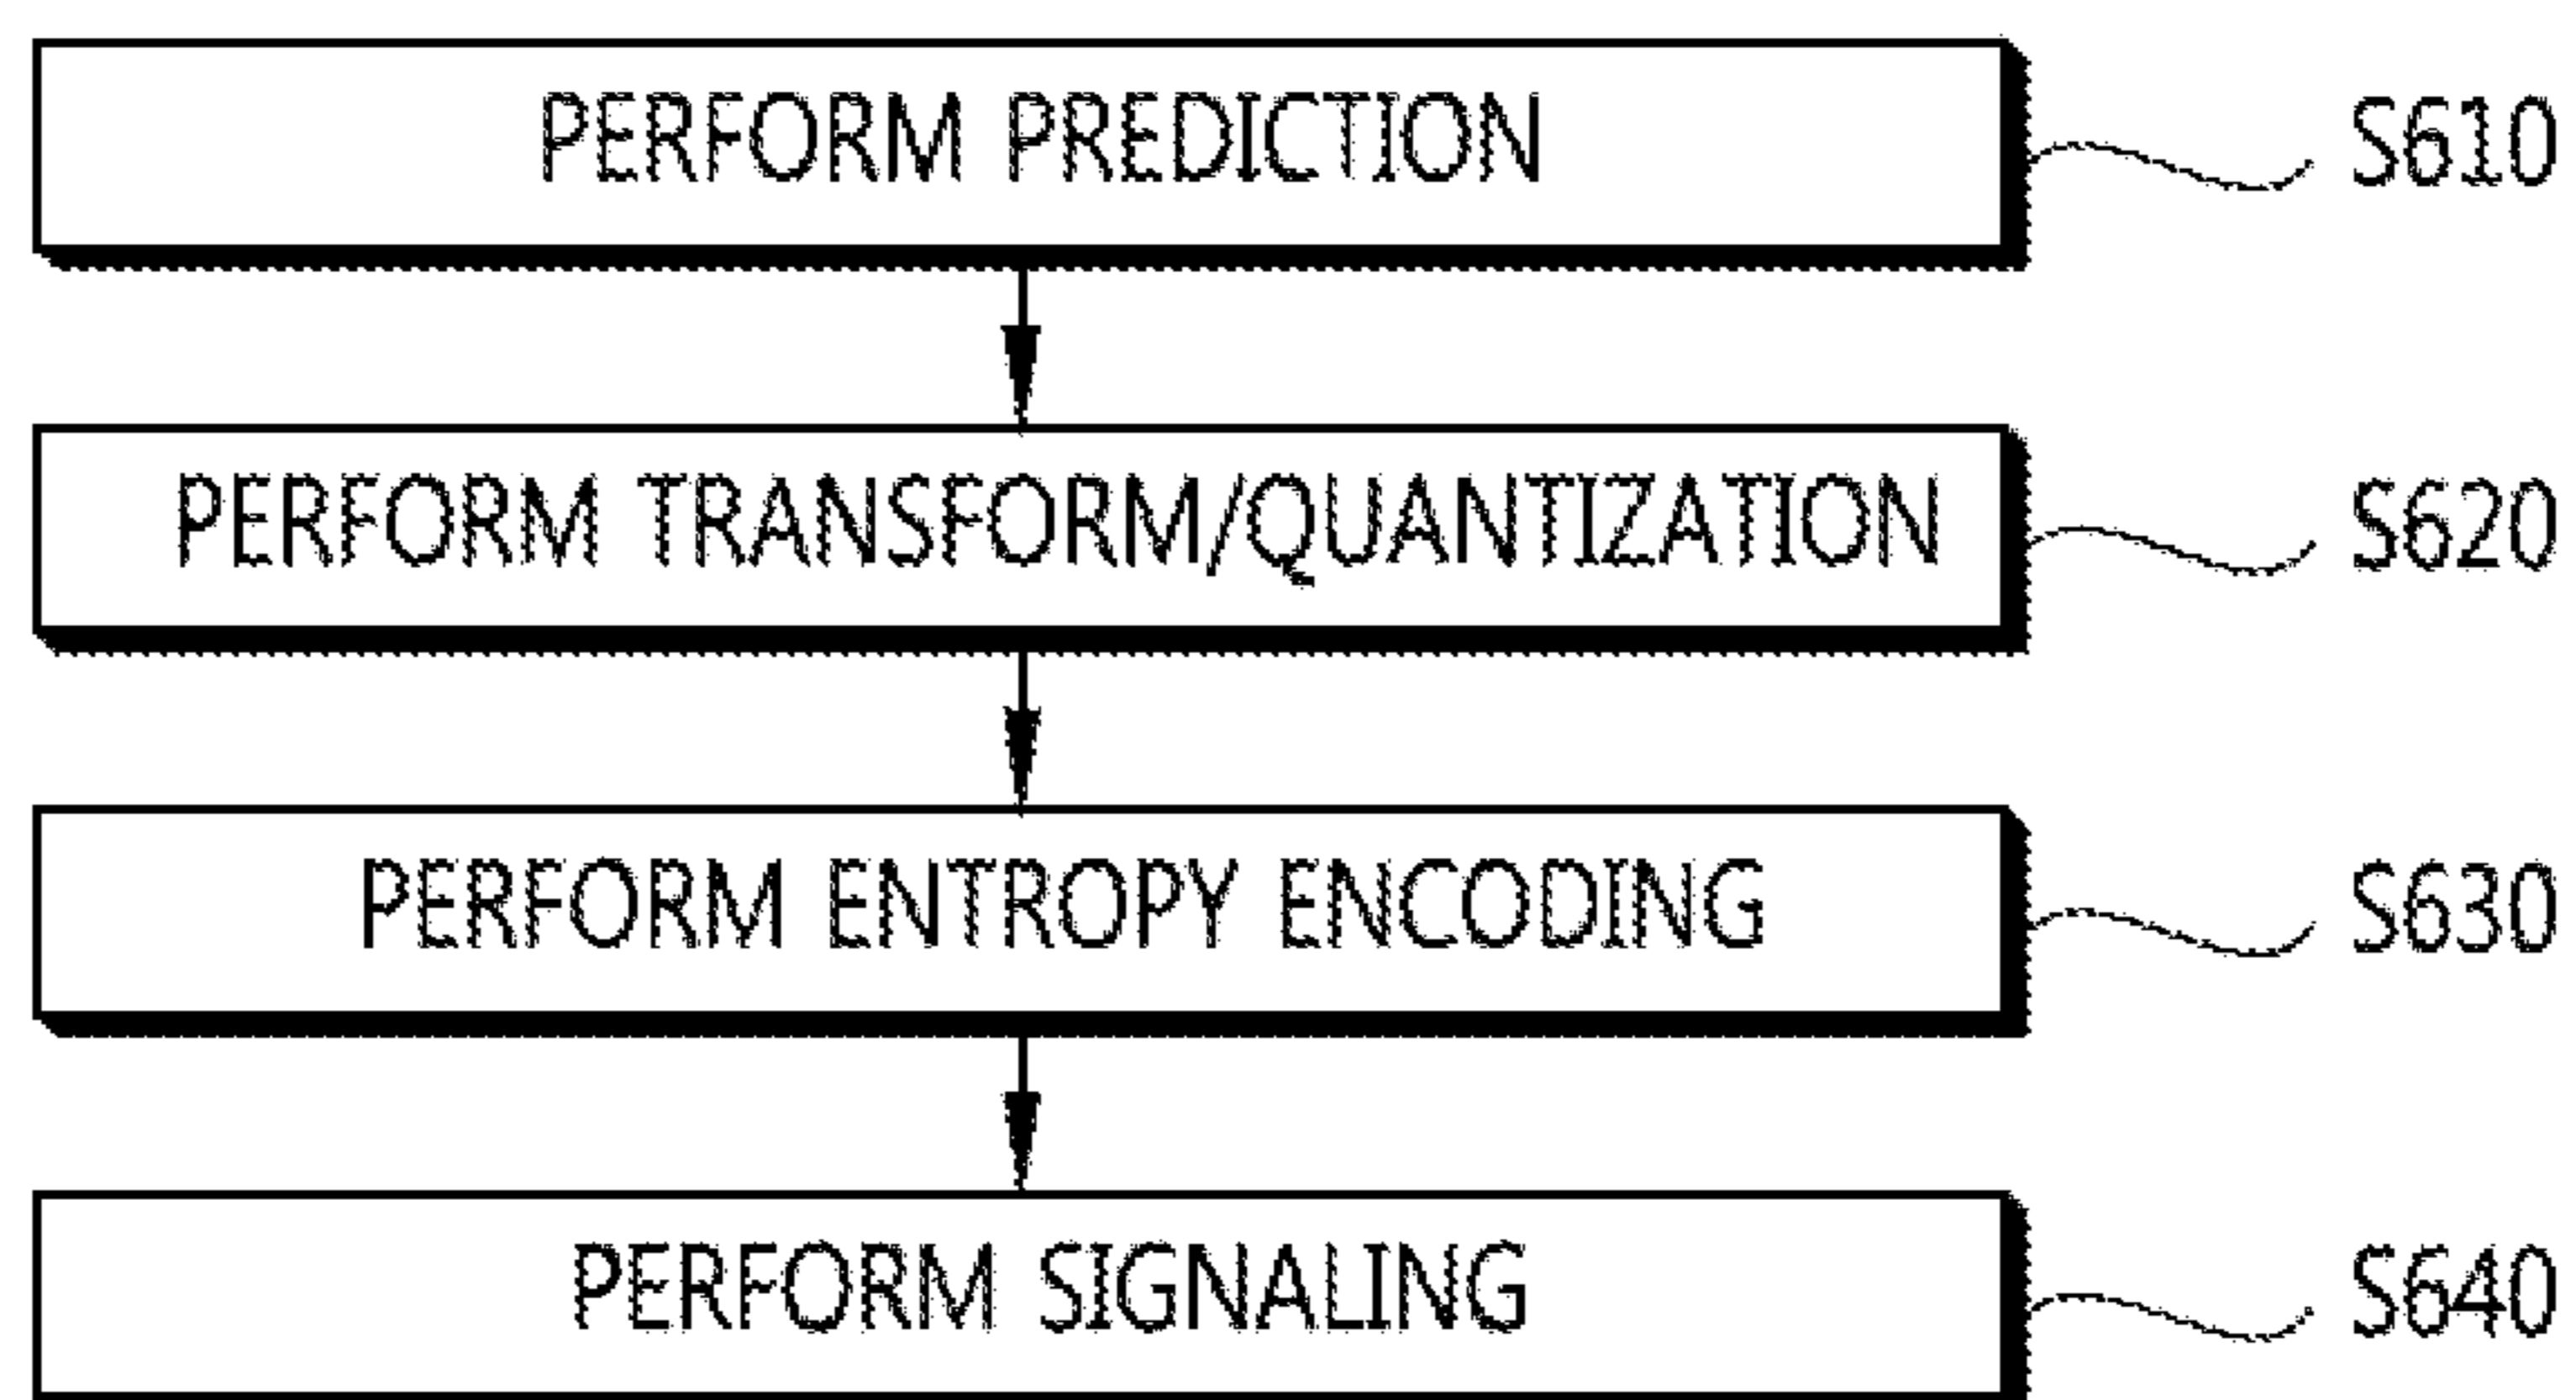 PERFORM PREDICTION S610
PERFORM TRANSFORM/QUANTIZATION S620
PERFORM ENTROPY ENCODING S630
PERFORM SIGNALING S640